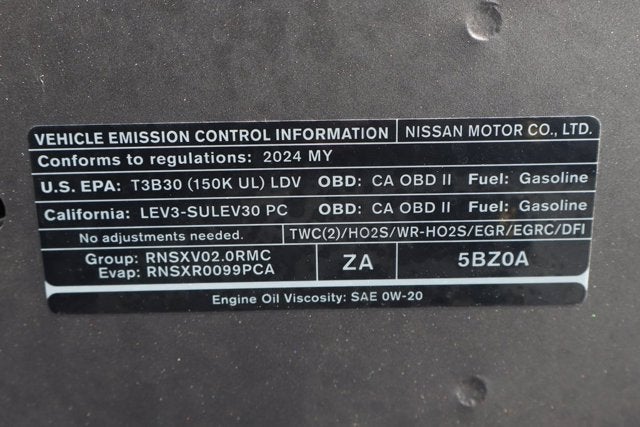 VEHICLE EMISSION CONTROL INFORMATION NISSAN MOTOR CO., LTD.
Conforms to regulations: 2024 MY
U.S. EPA: T3B30 (150K UL) LDV OBD: CA OBD II Fuel: Gasoline
California: LEV3-SULEV30 PC OBD: CA OBD II Fuel: Gasoline
No adjustments needed. TWC(2)/HO2S/WR-HO2S/EGR/EGRC/DFI
Group: RNSXV02.0RMC
Evap: RNSXR0099PCA
ZA 5BZ0A
Engine Oil Viscosity: SAE 0W-20